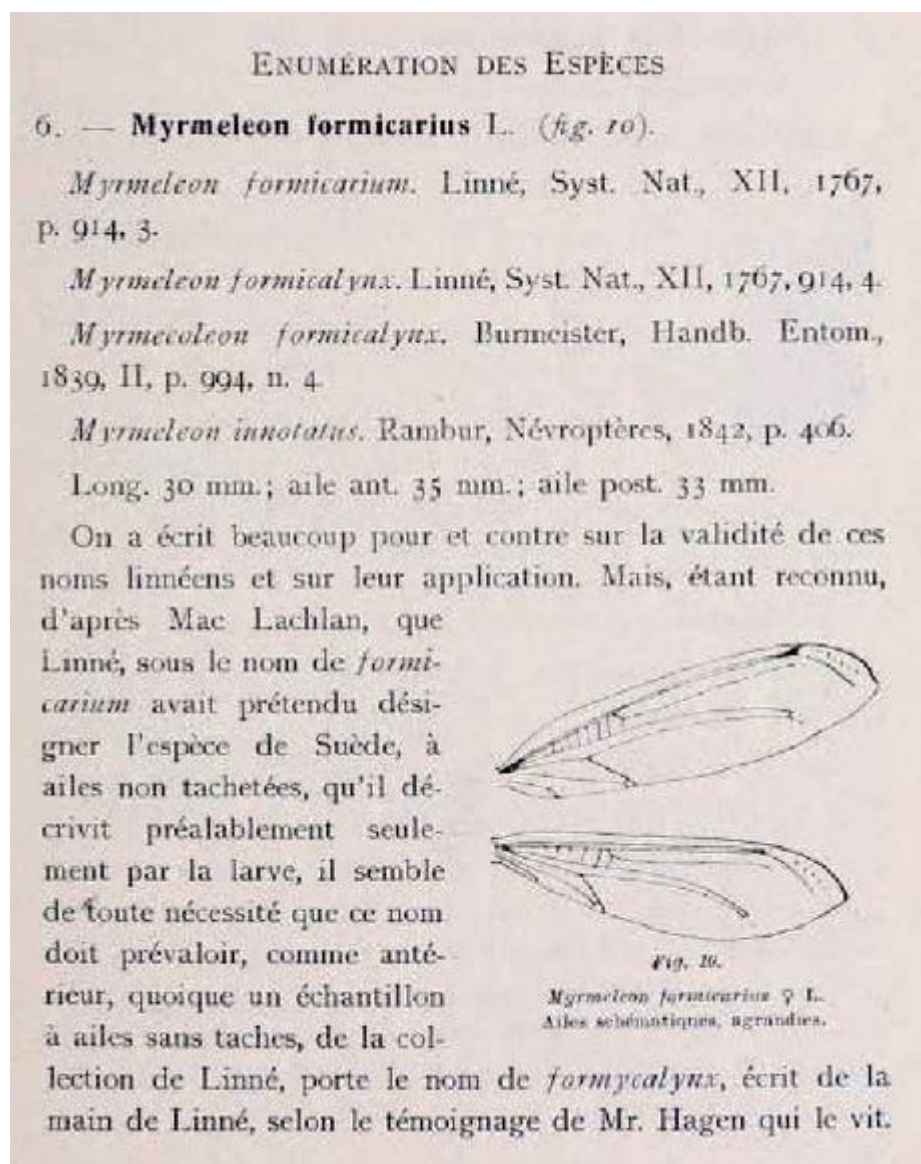 ENUMÉRATION DES ESPÈCES
6. — Myrmeleon formicarius L. (fig. 10).
Myrmeleon formicarium. Linné, Syst. Nat., XII, 1767,
p. 914, 3.
Myrmeleon formicalynx. Linné, Syst. Nat., XII, 1767, 914, 4.
Myrmecoleon formicalynx. Burmeister, Handb. Entom.,
1839, II, p. 994, n. 4.
Myrmeleon innotatus. Rambur, Névroptères, 1842, p. 406.
Long. 30 mm.; aile ant. 35 mm.; aile post. 33 mm.
On a écrit beaucoup pour et contre sur la validité de ces
noms linnéens et sur leur application. Mais, étant reconnu,
d'après Mac Lachlan, que
Linné, sous le nom de formi-
carium avait prétendu dési-
gner l'espèce de Suède, à
ailes non tachetées, qu'il dé-
crivit préalablement seule-
ment par la larve, il semble
de toute nécessité que ce nom
doit prévaloir, comme anté-
rieur, quoique un échantillon
à ailes sans taches, de la col-
lection de Linné, porte le nom de formycalynx, écrit de la
main de Linné, selon le témoignage de Mr. Hagen qui le vit.
Fig. 10.
Myrmeleon formicarius ♀ L.
Ailes schématiques, agrandies.